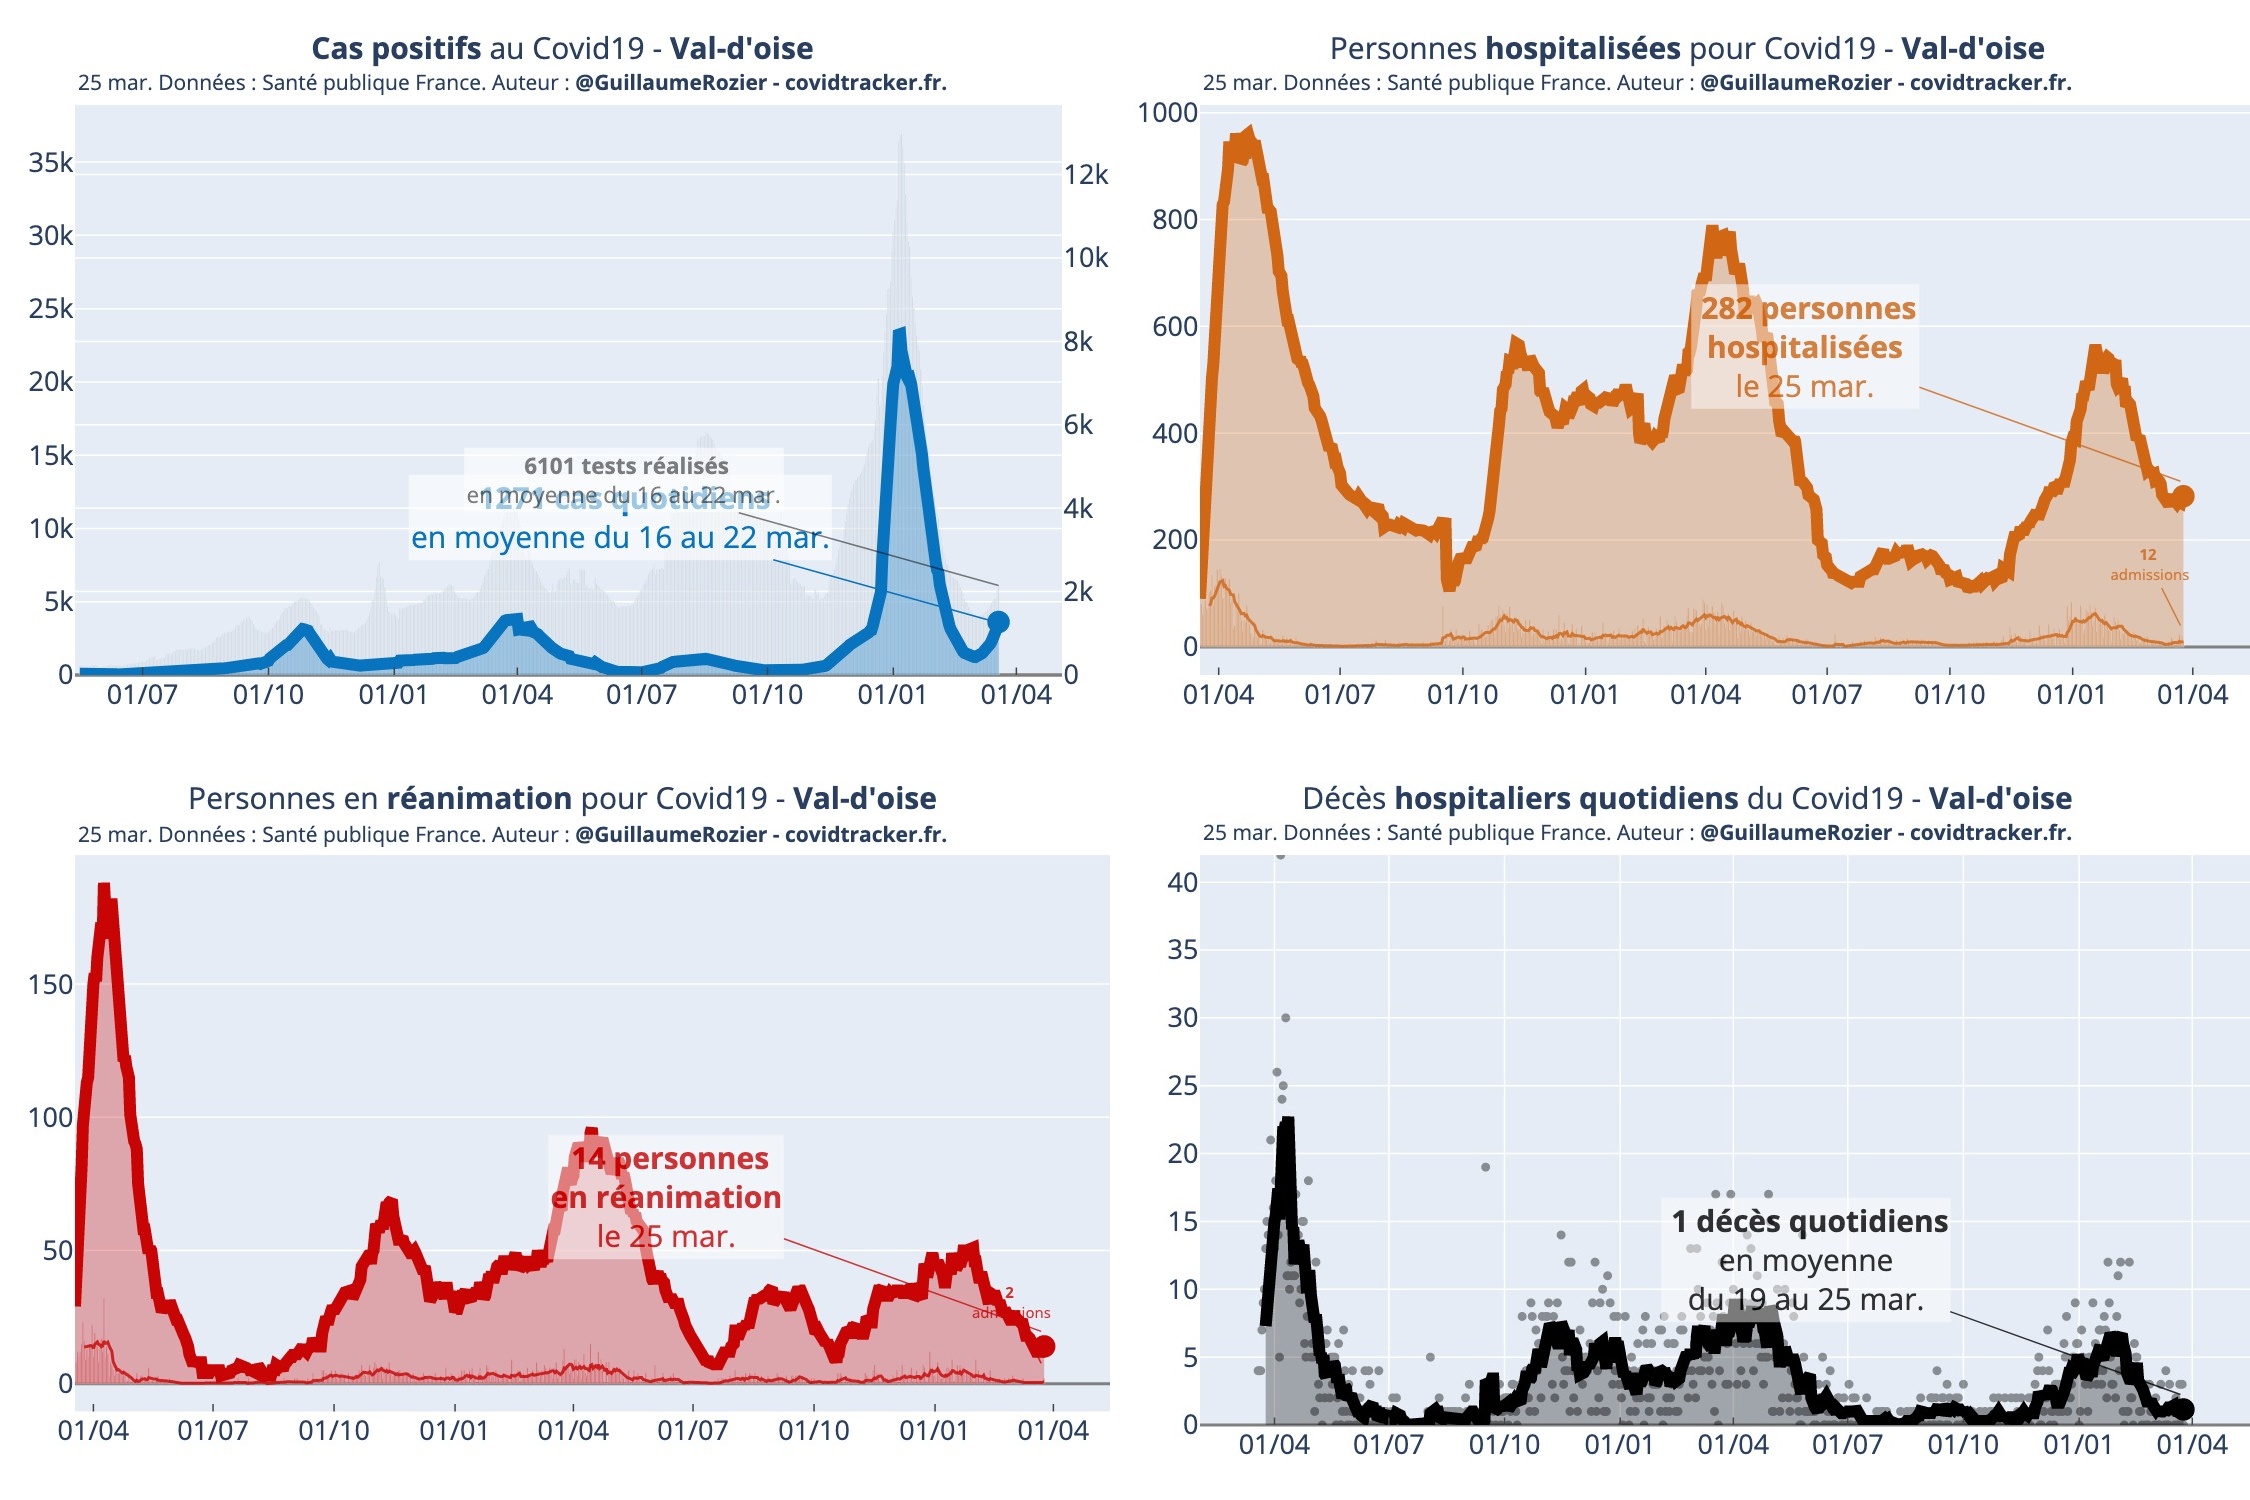 Cas positifs au Covid19 - Val-d'oise
25 mar. Données : Santé publique France. Auteur : @GuillaumeRozier - covidtracker.fr.
35k
30k
25k
20k
15k
10k
5k
0
12k
10k
8k
6k
4k
2k
0
6101 tests réalisés
en moyenne du 16 au 22 mar.
1271 cas quotidiens
en moyenne du 16 au 22 mar.
01/07 01/10 01/01 01/04 01/07 01/10 01/01 01/04
Personnes hospitalisées pour Covid19 - Val-d'oise
25 mar. Données : Santé publique France. Auteur : @GuillaumeRozier - covidtracker.fr.
1000
800
600
400
200
0
282 personnes
hospitalisées
le 25 mar.
12
admissions
01/04 01/07 01/10 01/01 01/04 01/07 01/10 01/01 01/04
Personnes en réanimation pour Covid19 - Val-d'oise
25 mar. Données : Santé publique France. Auteur : @GuillaumeRozier - covidtracker.fr.
150
100
50
0
14 personnes
en réanimation
le 25 mar.
2
admissions
01/04 01/07 01/10 01/01 01/04 01/07 01/10 01/01 01/04
Décès hospitaliers quotidiens du Covid19 - Val-d'oise
25 mar. Données : Santé publique France. Auteur : @GuillaumeRozier - covidtracker.fr.
40
35
30
25
20
15
10
5
0
1 décès quotidiens
en moyenne
du 19 au 25 mar.
01/04 01/07 01/10 01/01 01/04 01/07 01/10 01/01 01/04